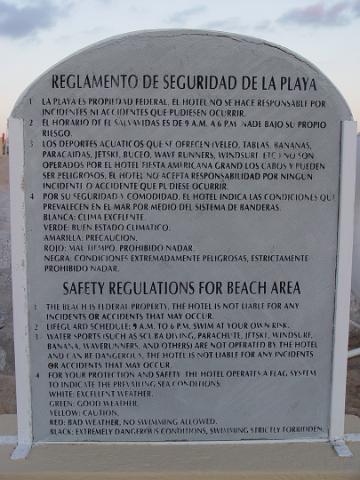 REGLAMENTO DE SEGURIDAD DE LA PLAYA
1 LA PLAYA ES PROPIEDAD FEDERAL. EL HOTEL NO SE HACE RESPONSABLE POR
INCIDENTES NI ACCIDENTES QUE PUDIESEN OCURRIR.
2 EL HORARIO DE EL SALVAVIDAS ES DE 9 A.M. A 6 P.M. NADE BAJO SU PROPIO
RIESGO.
3 LOS DEPORTES ACUATICOS QUE SE OFRECEN (VELEO, TABLAS, BANANAS,
PARACAIDAS, JETSKI, BUCEO, WAVE RUNNERS, WINDSURF, ETC.) NO SON
OPERADOS POR EL HOTEL FIESTA AMERICANA GRAND LOS CABOS Y PUEDEN
SER PELIGROSOS, EL HOTEL NO ACEPTA RESPONSABILIDAD POR NINGUN
INCIDENTE O ACCIDENTE QUE PUDIESE OCURRIR.
4 POR SU SEGURIDAD Y COMODIDAD, EL HOTEL INDICA LAS CONDICIONES QUE
PREVALECEN EN EL MAR POR MEDIO DEL SISTEMA DE BANDERAS.
BLANCA: CLIMA EXCELENTE.
VERDE: BUEN ESTADO CLIMATICO.
AMARILLA: PRECAUCION.
ROJO: MAL TIEMPO, PROHIBIDO NADAR.
NEGRA: CONDICIONES EXTREMADAMENTE PELIGROSAS, ESTRICTAMENTE
PROHIBIDO NADAR.
SAFETY REGULATIONS FOR BEACH AREA
1 THE BEACH IS FEDERAL PROPERTY, THE HOTEL IS NOT LIABLE FOR ANY
INCIDENTS OR ACCIDENTS THAT MAY OCCUR.
2 LIFEGUARD SCHEDULE: 9 A.M. TO 6 P.M. SWIM AT YOUR OWN RISK.
3 WATER SPORTS (SUCH AS SCUBA DIVING, PARACHUTE, JETSKI, WINDSURF,
BANANA, WAVERUNNERS, AND OTHERS) ARE NOT OPERATED BY THE HOTEL
AND CAN BE DANGEROUS, THE HOTEL IS NOT LIABLE FOR ANY INCIDENTS
OR ACCIDENTS THAT MAY OCCUR.
4 FOR YOUR PROTECTION AND SAFETY THE HOTEL OPERATES A FLAG SYSTEM
TO INDICATE THE PREVAILING SEA CONDITIONS:
WHITE: EXCELLENT WEATHER.
GREEN: GOOD WEATHER.
YELLOW: CAUTION.
RED: BAD WEATHER, NO SWIMMING ALLOWED.
BLACK: EXTREMELY DANGEROUS CONDITIONS, SWIMMING STRICTLY FORBIDDEN.